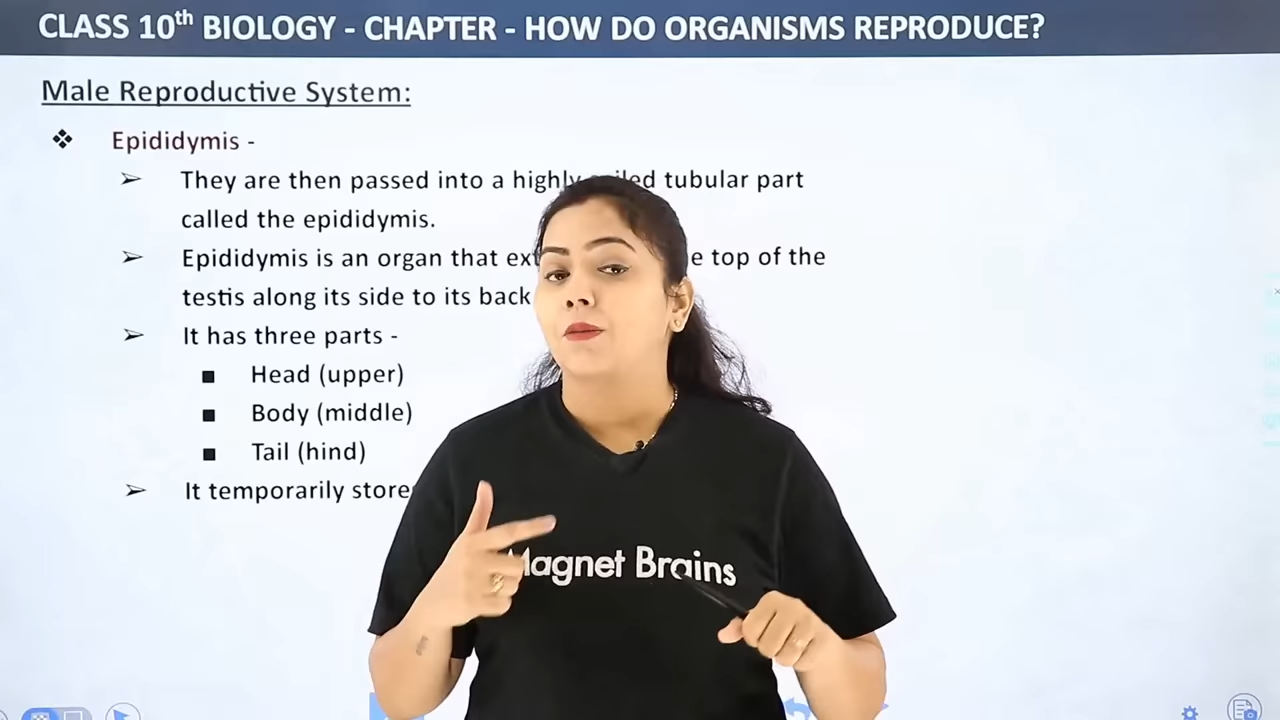 CLASS 10th BIOLOGY - CHAPTER - HOW DO ORGANISMS REPRODUCE?
Male Reproductive System:
❖ Epididymis -
➢ They are then passed into a highly tubular part
called the epididymis.
➢ Epididymis is an organ that top of the
testis along its side to its back
➢ It has three parts -
■ Head (upper)
■ Body (middle)
■ Tail (hind)
➢ It temporarily
Magnet Brains